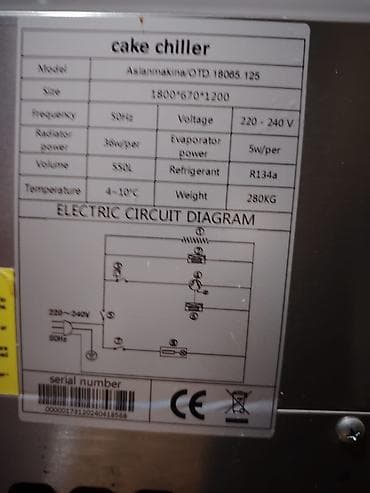 cake chiller
Model Asianmakina/OTD 18065.125
Size 1800*670*1200
Frequency 50Hz Voltage 220 - 240 V
Radiator power 36w/per Evaporator power 5w/per
Volume 550L Refrigerant R134a
Temperature 4~10°C Weight 280KG
ELECTRIC CIRCUIT DIAGRAM
220~240V
50Hz
serial number
CE